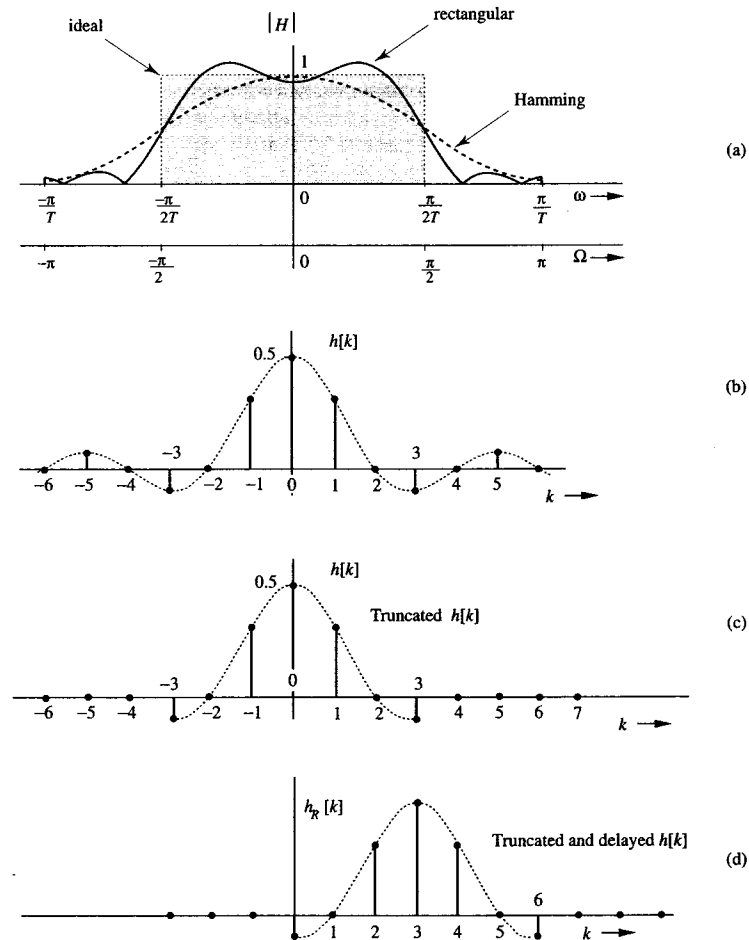 ideal |H| rectangular
1
Hamming
(a)
−π/T −π/2T 0 π/2T π/T ω
−π −π/2 0 π/2 π Ω
0.5 h[k]
(b)
−3 3
−6 −5 −4 −2 −1 0 1 2 4 5
k
0.5 h[k]
Truncated h[k]
(c)
−3 0 3
−6 −5 −4 −2 −1 1 2 4 5 6 7
k
h_R[k]
Truncated and delayed h[k]
(d)
6
1 2 3 4 5 k